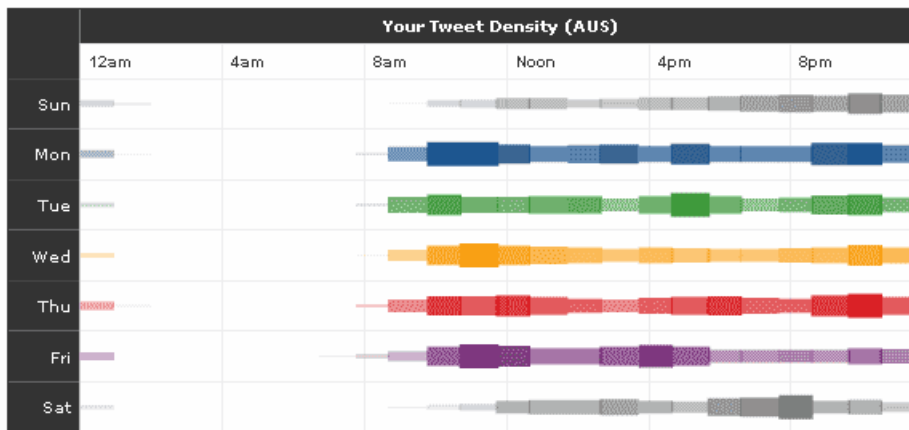 Your Tweet Density (AUS)
12am 4am 8am Noon 4pm 8pm
Sun
Mon
Tue
Wed
Thu
Fri
Sat